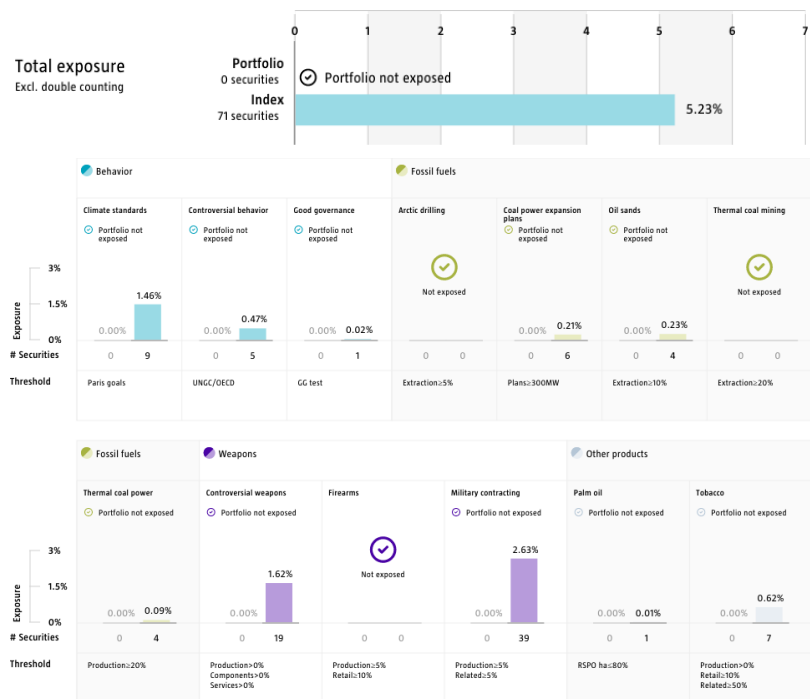 0 1 2 3 4 5 6 7
Total exposure
Excl. double counting
Portfolio
0 securities
Portfolio not exposed
Index
71 securities
5.23%
Behavior
Fossil fuels
Climate standards
Portfolio not
exposed
Controversial behavior
Portfolio not
exposed
Good governance
Portfolio not
exposed
Arctic drilling
Not exposed
Coal power expansion
plans
Portfolio not
exposed
Oil sands
Portfolio not
exposed
Thermal coal mining
Not exposed
Exposure
3%
1.5%
0%
0.00% 1.46%
0.00% 0.47%
0.00% 0.02%
0.00% 0.21%
0.00% 0.23%
# Securities 0 9 0 5 0 1 0 0 0 6 0 4 0 0
Threshold Paris goals UNGC/OECD GG test Extraction≥5% Plans≥300MW Extraction≥10% Extraction≥20%
Fossil fuels
Weapons
Other products
Thermal coal power
Portfolio not exposed
Controversial weapons
Portfolio not exposed
Firearms
Not exposed
Military contracting
Portfolio not exposed
Palm oil
Portfolio not exposed
Tobacco
Portfolio not exposed
Exposure
3%
1.5%
0%
0.00% 0.09%
0.00% 1.62%
0.00% 2.63%
0.00% 0.01%
0.00% 0.62%
# Securities 0 4 0 19 0 0 0 39 0 1 0 7
Threshold
Production≥20%
Production>0%
Components>0%
Services>0%
Production≥5%
Retail≥10%
Production≥5%
Related≥5%
RSPO ha≤80%
Production>0%
Retail≥10%
Related≥50%